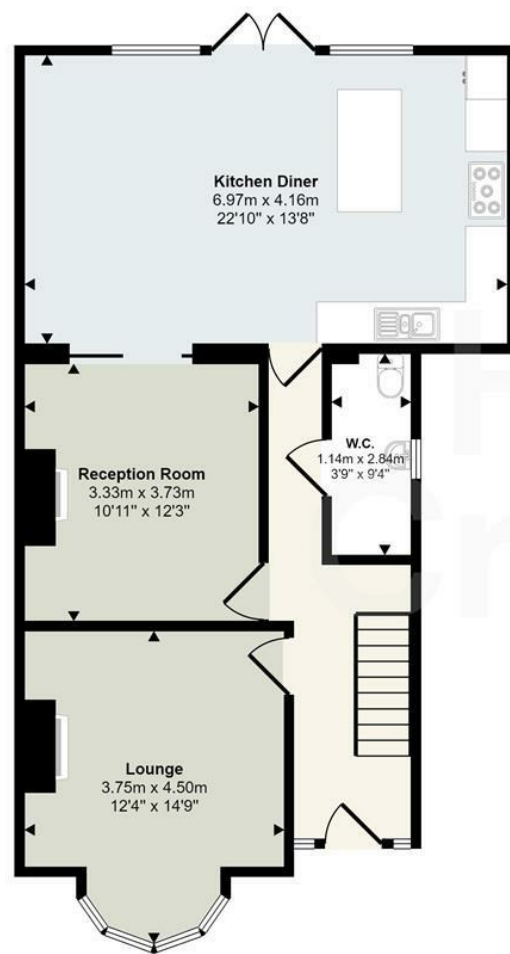 Kitchen Diner
6.97m x 4.16m
22'10" x 13'8"
W.C.
1.14m x 2.84m
3'9" x 9'4"
Reception Room
3.33m x 3.73m
10'11" x 12'3"
Lounge
3.75m x 4.50m
12'4" x 14'9"